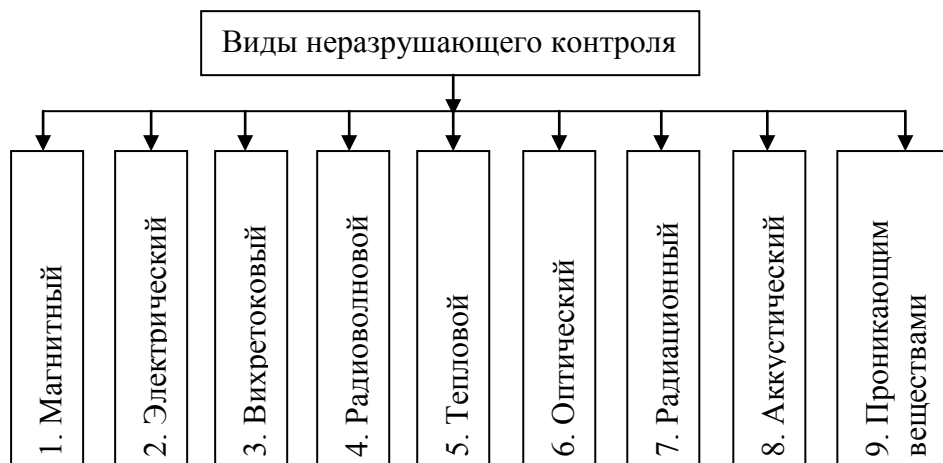 Виды неразрушающего контроля
1. Магнитный
2. Электрический
3. Вихретоковый
4. Радиоволновой
5. Тепловой
6. Оптический
7. Радиационный
8. Аккустический
9. Проникающим
веществами